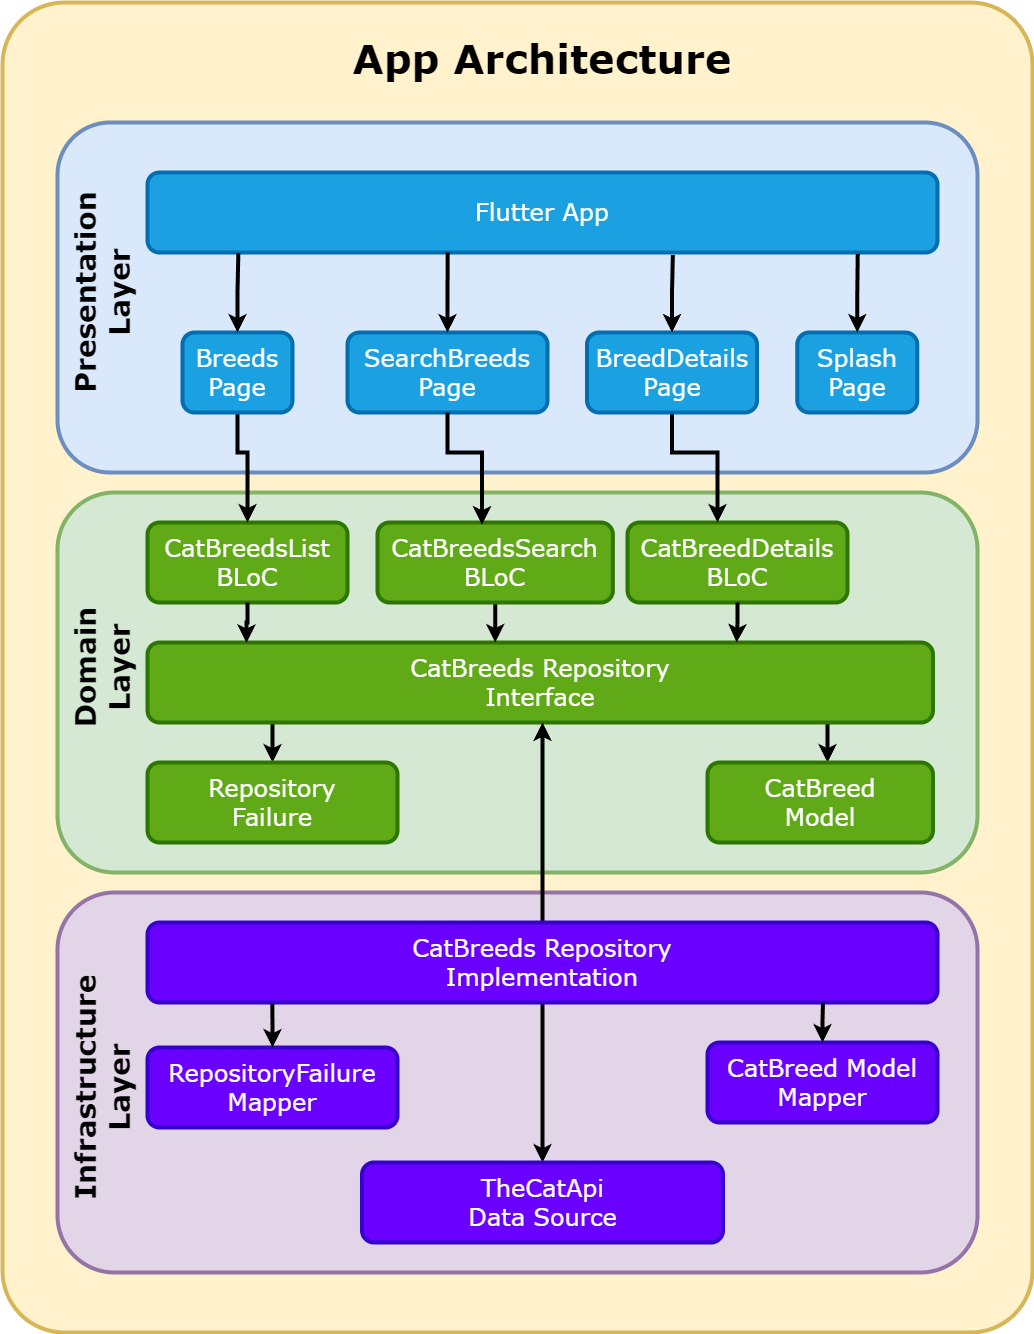 App Architecture
Presentation
Layer
Flutter App
Breeds
Page
SearchBreeds
Page
BreedDetails
Page
Splash
Page
Domain
Layer
CatBreedsList
BLoC
CatBreedsSearch
BLoC
CatBreedDetails
BLoC
CatBreeds Repository
Interface
Repository
Failure
CatBreed
Model
Infrastructure
Layer
CatBreeds Repository
Implementation
RepositoryFailure
Mapper
CatBreed Model
Mapper
TheCatApi
Data Source